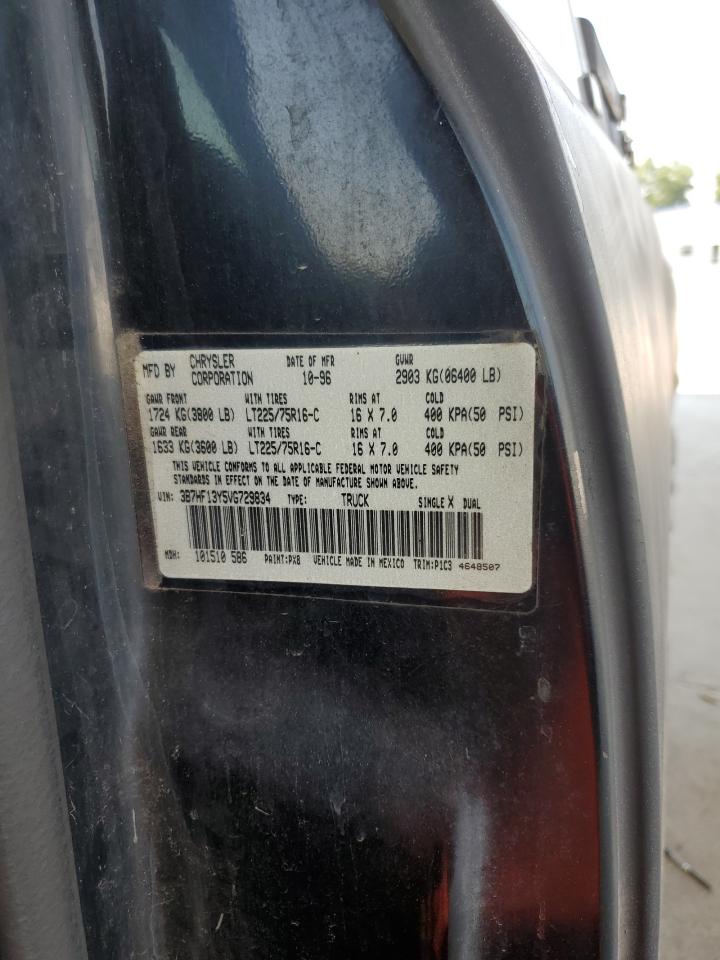 MFD BY CHRYSLER CORPORATION DATE OF MFR 10-96 GVWR 2903 KG(06400 LB)
GAWR FRONT WITH TIRES RIMS AT COLD
1724 KG(3800 LB) LT225/75R16-C 16 X 7.0 400 KPA(50 PSI)
GAWR REAR WITH TIRES RIMS AT COLD
1633 KG(3600 LB) LT225/75R16-C 16 X 7.0 400 KPA(50 PSI)
THIS VEHICLE CONFORMS TO ALL APPLICABLE FEDERAL MOTOR VEHICLE SAFETY
STANDARDS IN EFFECT ON THE DATE OF MANUFACTURE SHOWN ABOVE.
VIN: 3B7HF13Y5VG729834 TYPE: TRUCK SINGLE X DUAL
MDH: 101510 586 PAINT:PX8 VEHICLE MADE IN MEXICO TRIM:P1C3 4648507